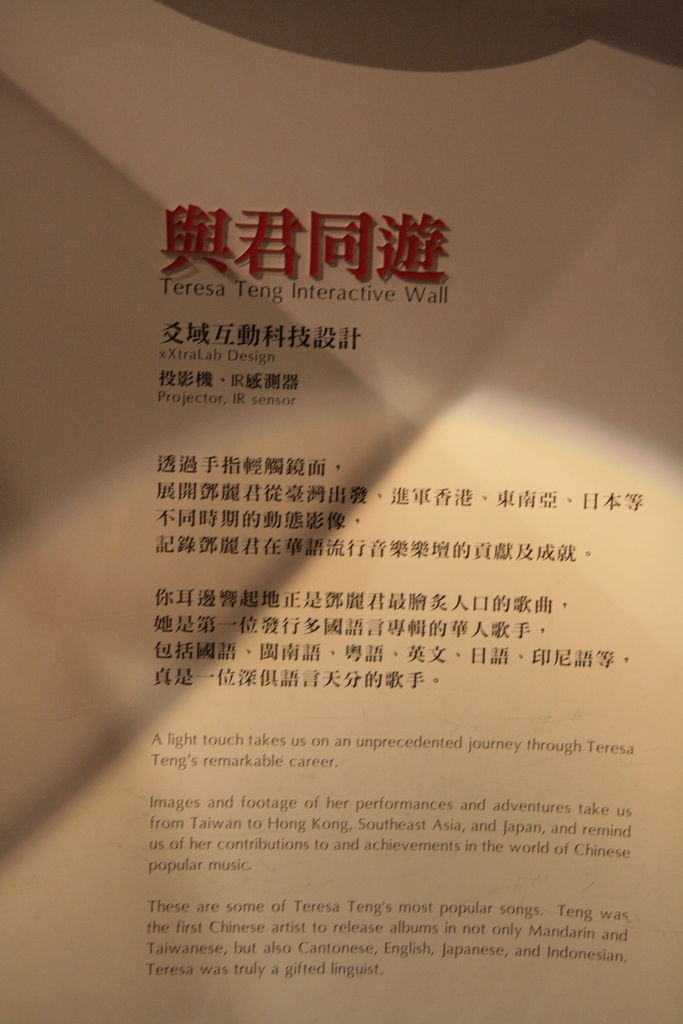 與君同遊
Teresa Teng Interactive Wall
爻域互動科技設計
xXtraLab Design
投影機、IR感測器
Projector, IR sensor
透過手指輕觸鏡面，
展開鄧麗君從臺灣出發、進軍香港、東南亞、日本等
不同時期的動態影像，
記錄鄧麗君在華語流行音樂樂壇的貢獻及成就。
你耳邊響起地正是鄧麗君最膾炙人口的歌曲，
她是第一位發行多國語言專輯的華人歌手，
包括國語、閩南語、粵語、英文、日語、印尼語等，
真是一位深俱語言天分的歌手。
A light touch takes us on an unprecedented journey through Teresa
Teng's remarkable career.
Images and footage of her performances and adventures take us
from Taiwan to Hong Kong, Southeast Asia, and Japan, and remind
us of her contributions to and achievements in the world of Chinese
popular music.
These are some of Teresa Teng's most popular songs. Teng was
the first Chinese artist to release albums in not only Mandarin and
Taiwanese, but also Cantonese, English, Japanese, and Indonesian.
Teresa was truly a gifted linguist.